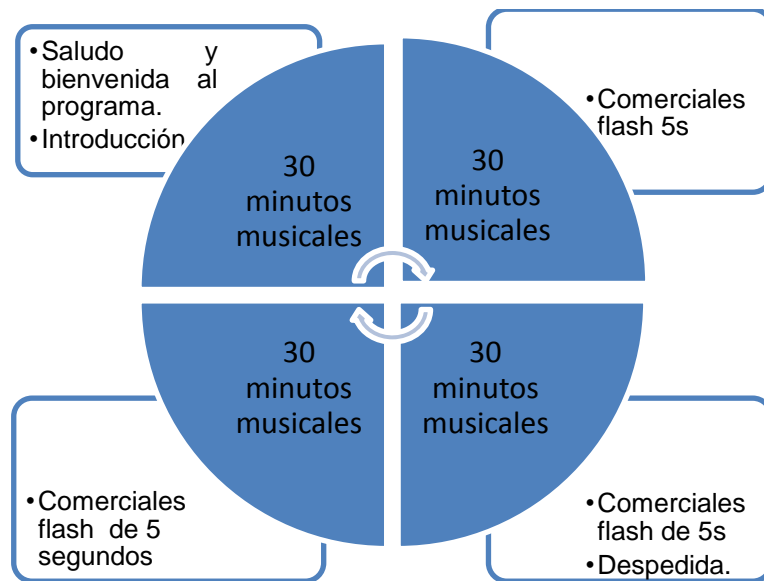 •Saludo y
bienvenida al
programa.
•Introducción
30
minutos
musicales
30
minutos
musicales
•Comerciales
flash 5s
30
minutos
musicales
30
minutos
musicales
•Comerciales
flash de 5
segundos
•Comerciales
flash de 5s
•Despedida.